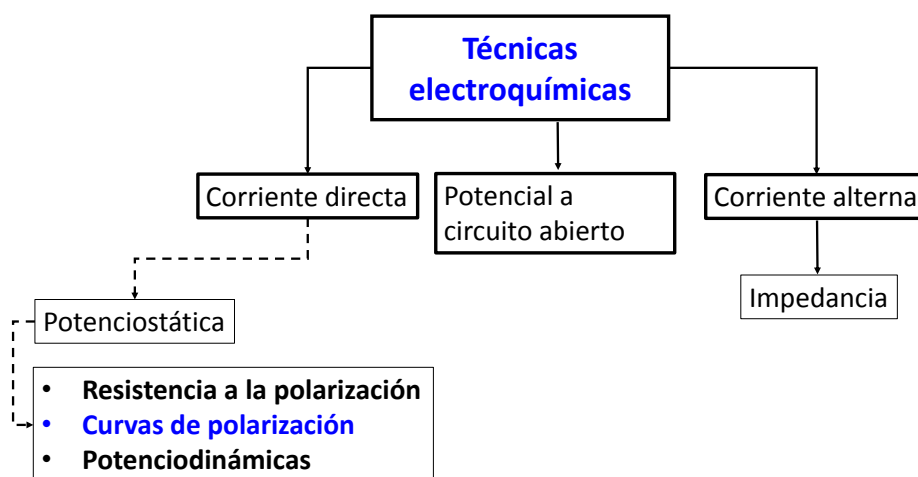 Técnicas
electroquímicas
Corriente directa
Potencial a
circuito abierto
Corriente alterna
Impedancia
Potenciostática
• Resistencia a la polarización
• Curvas de polarización
• Potenciodinámicas